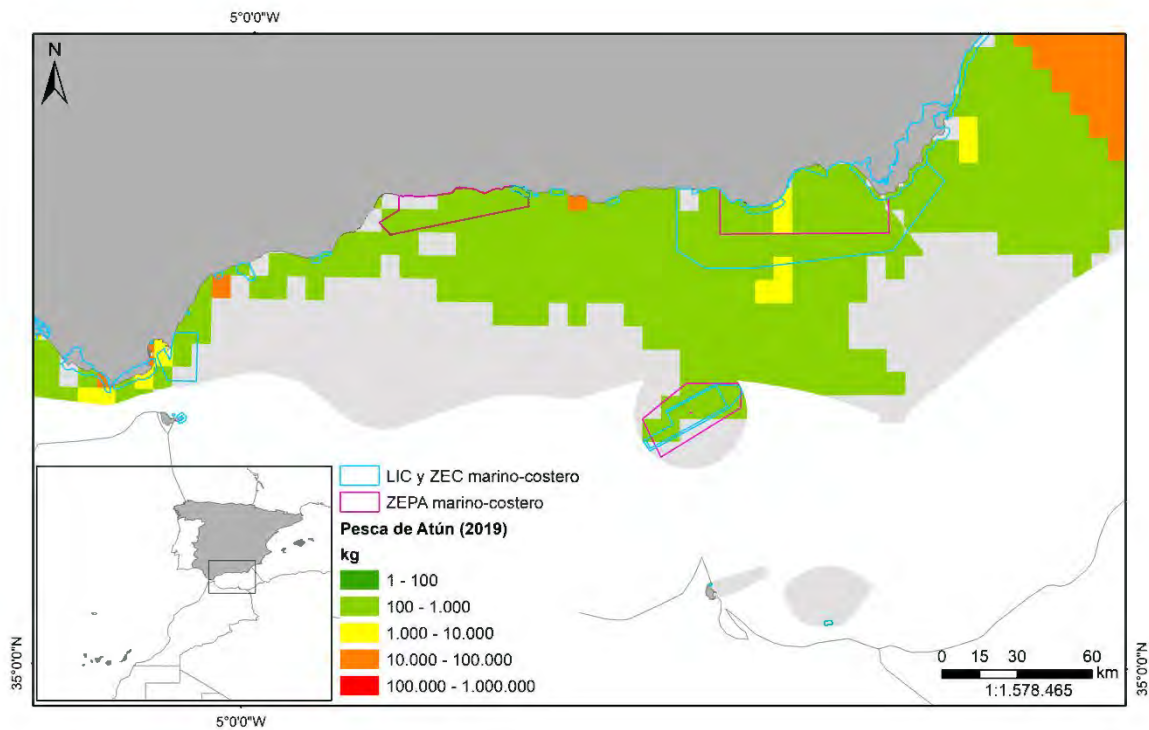 5°0'0"W
N
LIC y ZEC marino-costero
ZEPA marino-costero
Pesca de Atún (2019)
kg
1 - 100
100 - 1.000
1.000 - 10.000
10.000 - 100.000
100.000 - 1.000.000
35°0'0"N
0 15 30 60
km
1:1.578.465
35°0'0"N
5°0'0"W